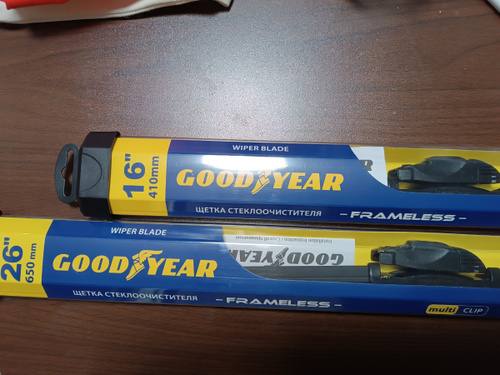 WIPER BLADE
16"
410mm
GOODYEAR
ЩЕТКА СТЕКЛООЧИСТИТЕЛЯ
FRAMELESS
WIPER BLADE
26"
650 mm
GOODYEAR
GOODYEAR
ЩЕТКА СТЕКЛООЧИСТИТЕЛЯ
FRAMELESS
multi CLIP